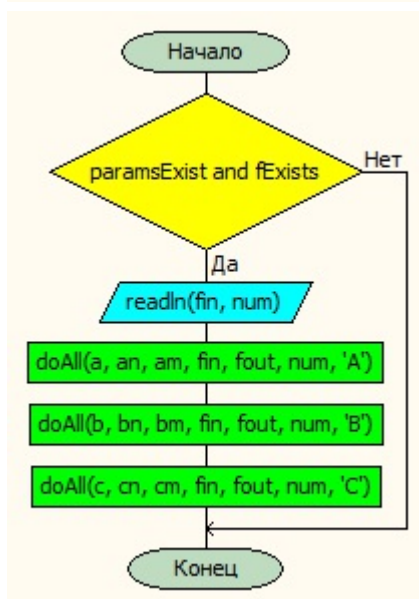 Начало
paramsExist and fExists
Нет
Да
readln(fin, num)
doAll(a, an, am, fin, fout, num, 'A')
doAll(b, bn, bm, fin, fout, num, 'B')
doAll(c, cn, cm, fin, fout, num, 'C')
Конец